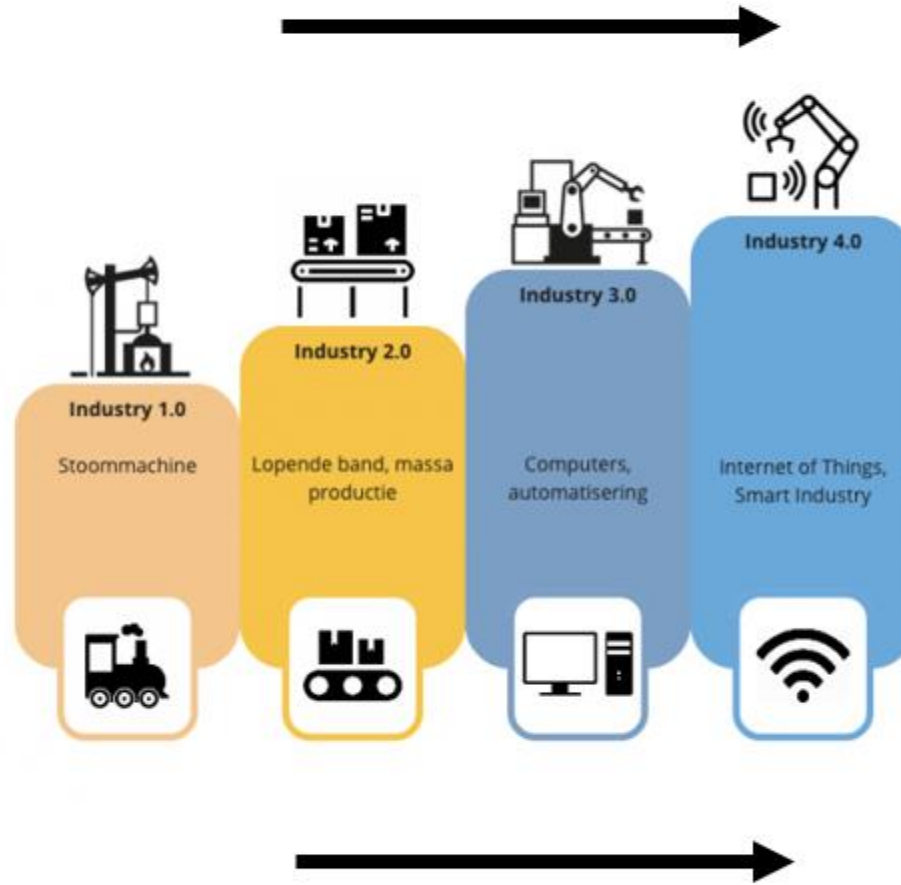 Industry 1.0
Stoommachine
Industry 2.0
Lopende band, massa
productie
Industry 3.0
Computers,
automatisering
Industry 4.0
Internet of Things,
Smart Industry